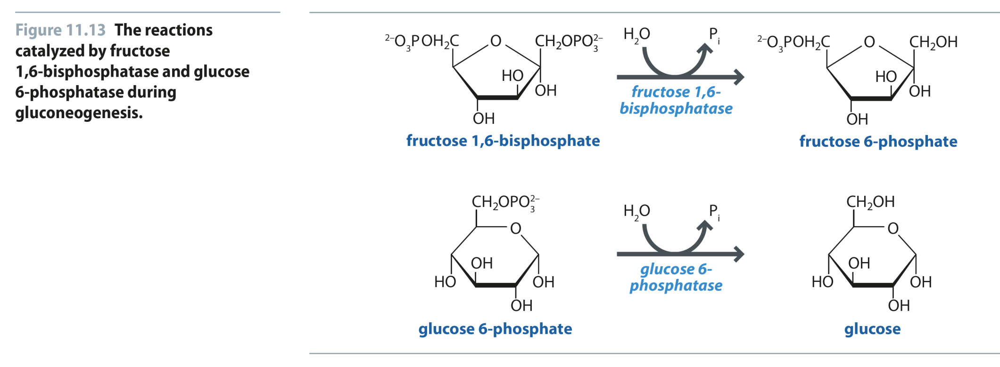 Figure 11.13 The reactions
catalyzed by fructose
1,6-bisphosphatase and glucose
6-phosphatase during
gluconeogenesis.
²⁻O₃POH₂C
O
CH₂OPO₃²⁻
HO
OH
OH
fructose 1,6-bisphosphate
H₂O
Pᵢ
fructose 1,6-
bisphosphatase
²⁻O₃POH₂C
O
CH₂OH
HO
OH
OH
fructose 6-phosphate
CH₂OPO₃²⁻
O
OH
HO
OH
OH
glucose 6-phosphate
H₂O
Pᵢ
glucose 6-
phosphatase
CH₂OH
O
OH
HO
OH
OH
glucose